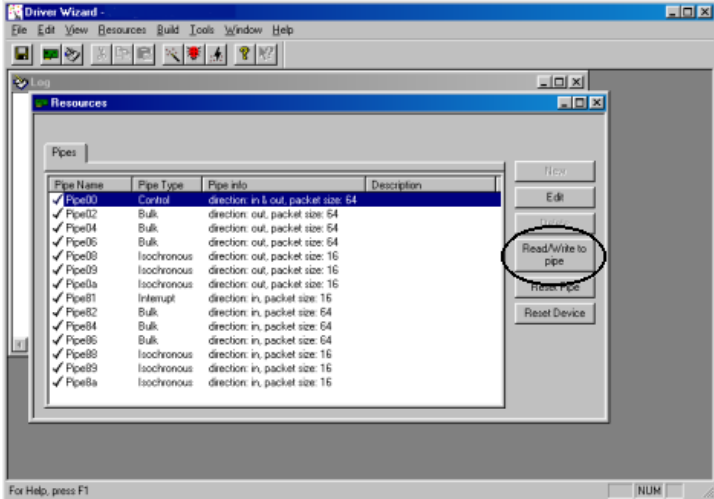 Driver Wizard -
File Edit View Resources Build Tools Window Help
Log
Resources
Pipes
Pipe Name Pipe Type Pipe info Description
Pipe00 Control direction: in & out, packet size: 64
Pipe02 Bulk direction: out, packet size: 64
Pipe04 Bulk direction: out, packet size: 64
Pipe06 Bulk direction: out, packet size: 64
Pipe08 Isochronous direction: out, packet size: 16
Pipe09 Isochronous direction: out, packet size: 16
Pipe0a Isochronous direction: out, packet size: 16
Pipe81 Interrupt direction: in, packet size: 16
Pipe82 Bulk direction: in, packet size: 64
Pipe84 Bulk direction: in, packet size: 64
Pipe86 Bulk direction: in, packet size: 64
Pipe88 Isochronous direction: in, packet size: 16
Pipe89 Isochronous direction: in, packet size: 16
Pipe8a Isochronous direction: in, packet size: 16
New
Edit
Delete
Read/Write to
pipe
Reset Pipe
Reset Device
For Help, press F1
NUM